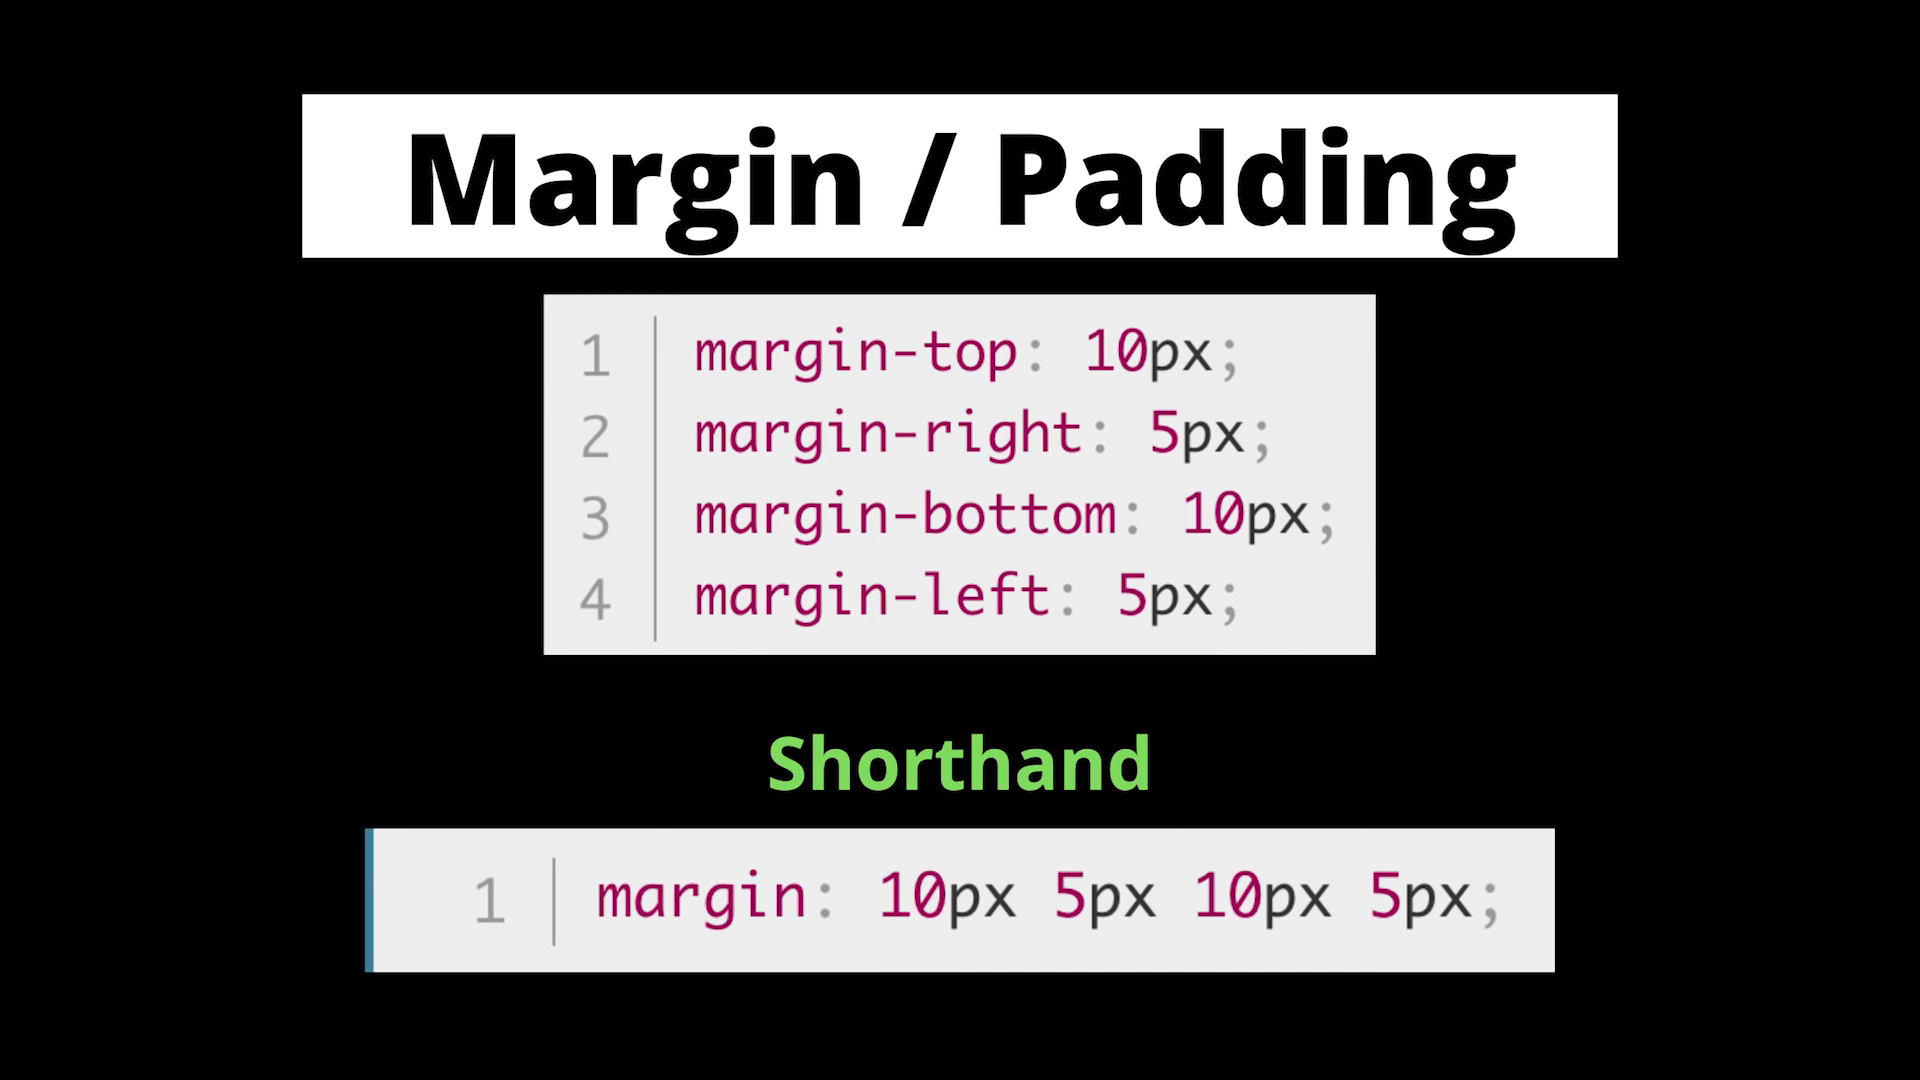 Margin / Padding
1 margin-top: 10px;
2 margin-right: 5px;
3 margin-bottom: 10px;
4 margin-left: 5px;
Shorthand
1 margin: 10px 5px 10px 5px;